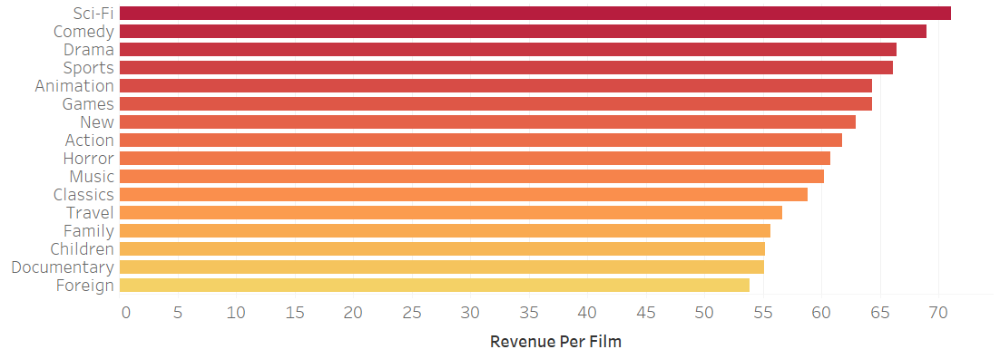 Sci-Fi
Comedy
Drama
Sports
Animation
Games
New
Action
Horror
Music
Classics
Travel
Family
Children
Documentary
Foreign
0 5 10 15 20 25 30 35 40 45 50 55 60 65 70
Revenue Per Film